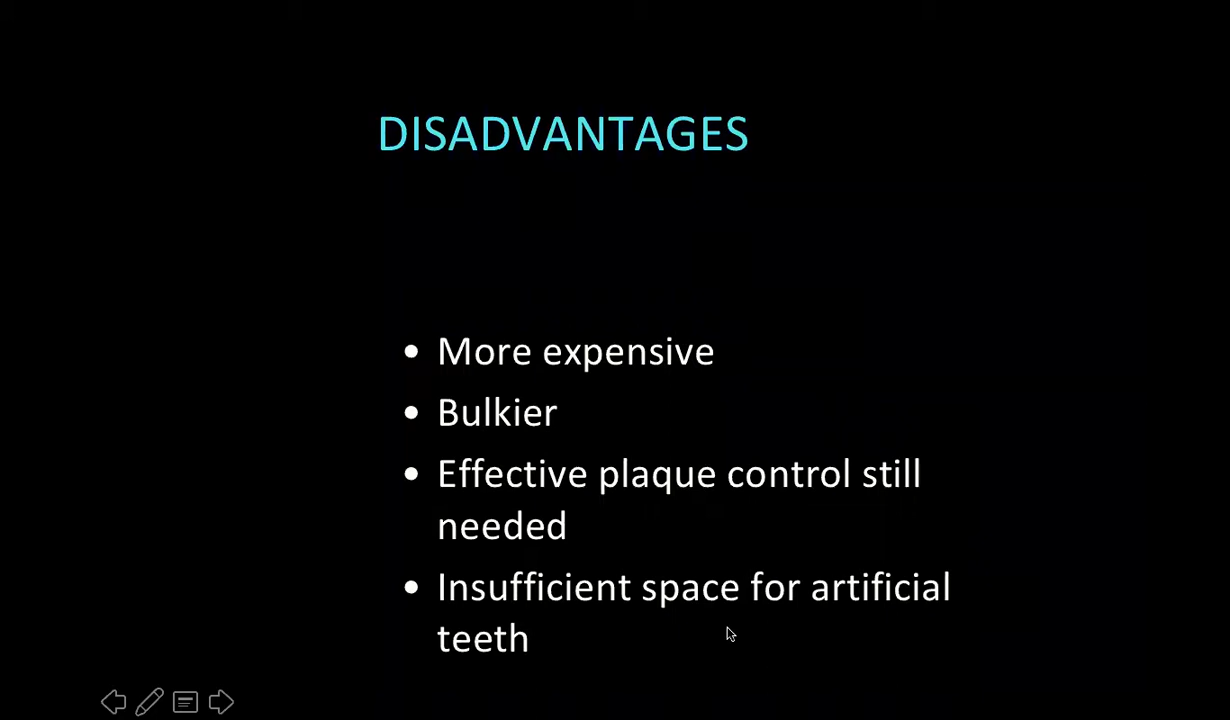 DISADVANTAGES
• More expensive
• Bulkier
• Effective plaque control still
needed
• Insufficient space for artificial
teeth